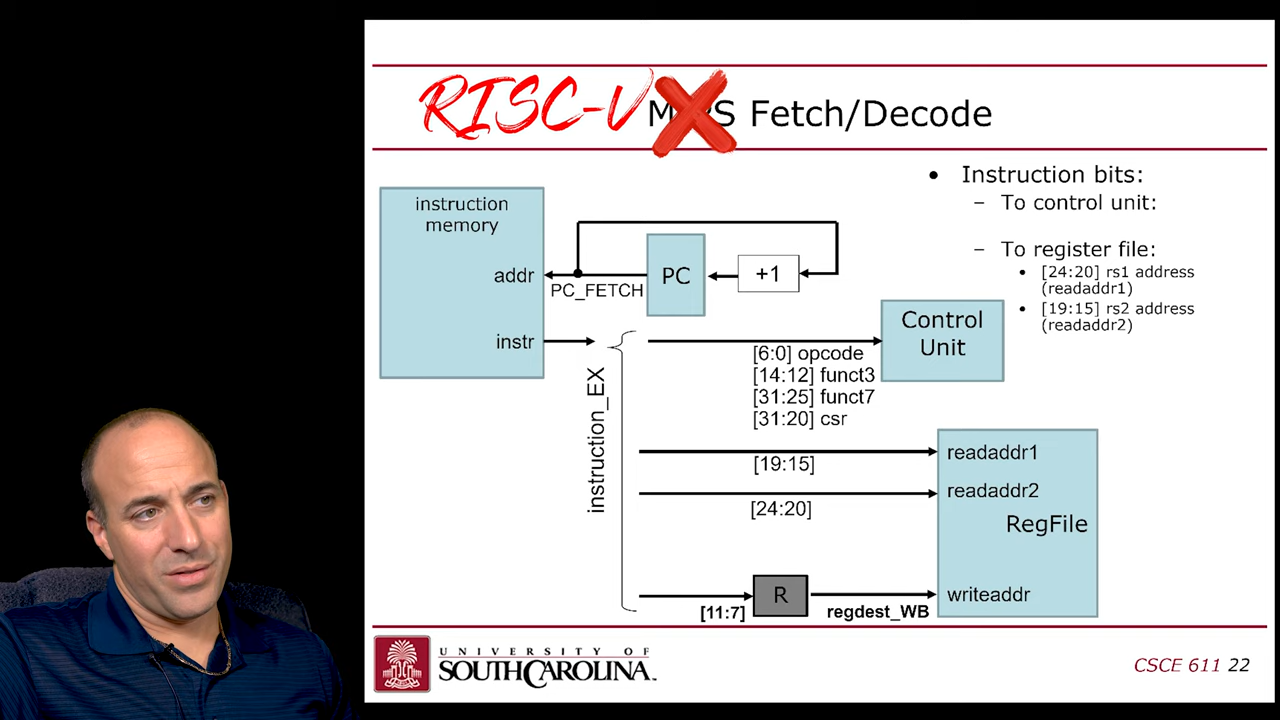 RISC-V M S Fetch/Decode
instruction
memory
addr
instr
PC_FETCH
PC
+1
instruction_EX
Control
Unit
[6:0] opcode
[14:12] funct3
[31:25] funct7
[31:20] csr
[19:15]
[24:20]
[11:7]
R
regdest_WB
readaddr1
readaddr2
RegFile
writeaddr
• Instruction bits:
– To control unit:
– To register file:
• [24:20] rs1 address
(readaddr1)
• [19:15] rs2 address
(readaddr2)
UNIVERSITY OF
SOUTH CAROLINA
CSCE 611 22